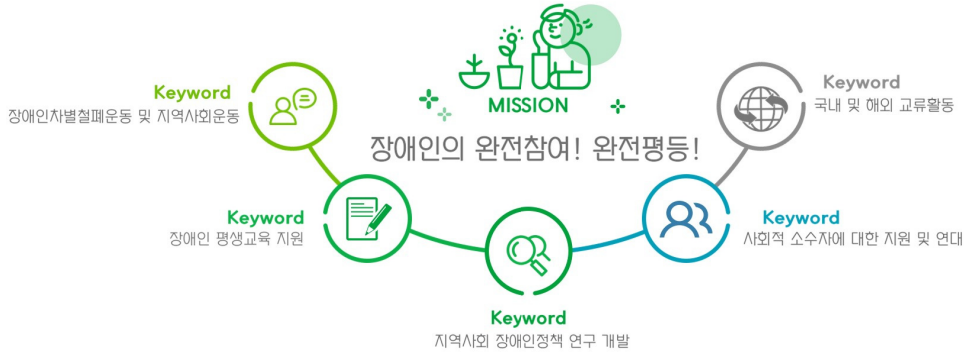 MISSION
장애인의 완전참여! 완전평등!
Keyword
장애인차별철폐운동 및 지역사회운동
Keyword
장애인 평생교육 지원
Keyword
지역사회 장애인정책 연구 개발
Keyword
사회적 소수자에 대한 지원 및 연대
Keyword
국내 및 해외 교류활동